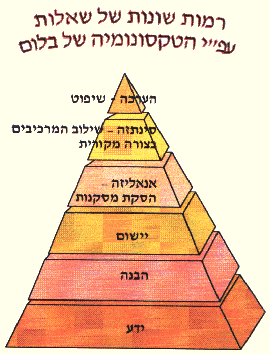 רמות שונות של שאלות
עפ״י הטקסונומיה של בלום
הערכה - שיפוט
סינתזה - שילוב המרכיבים
בצורה מקורית
אנאליזה -
הסקת מסקנות
יישום
הבנה
ידע